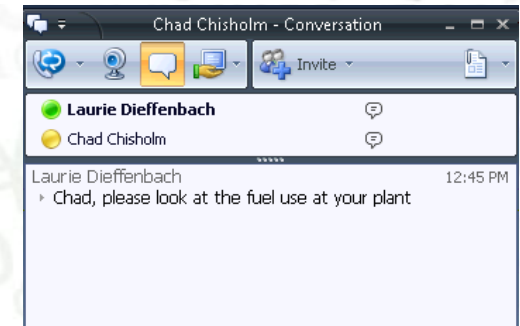 Chad Chisholm - Conversation
Invite
Laurie Dieffenbach
Chad Chisholm
Laurie Dieffenbach 12:45 PM
Chad, please look at the fuel use at your plant